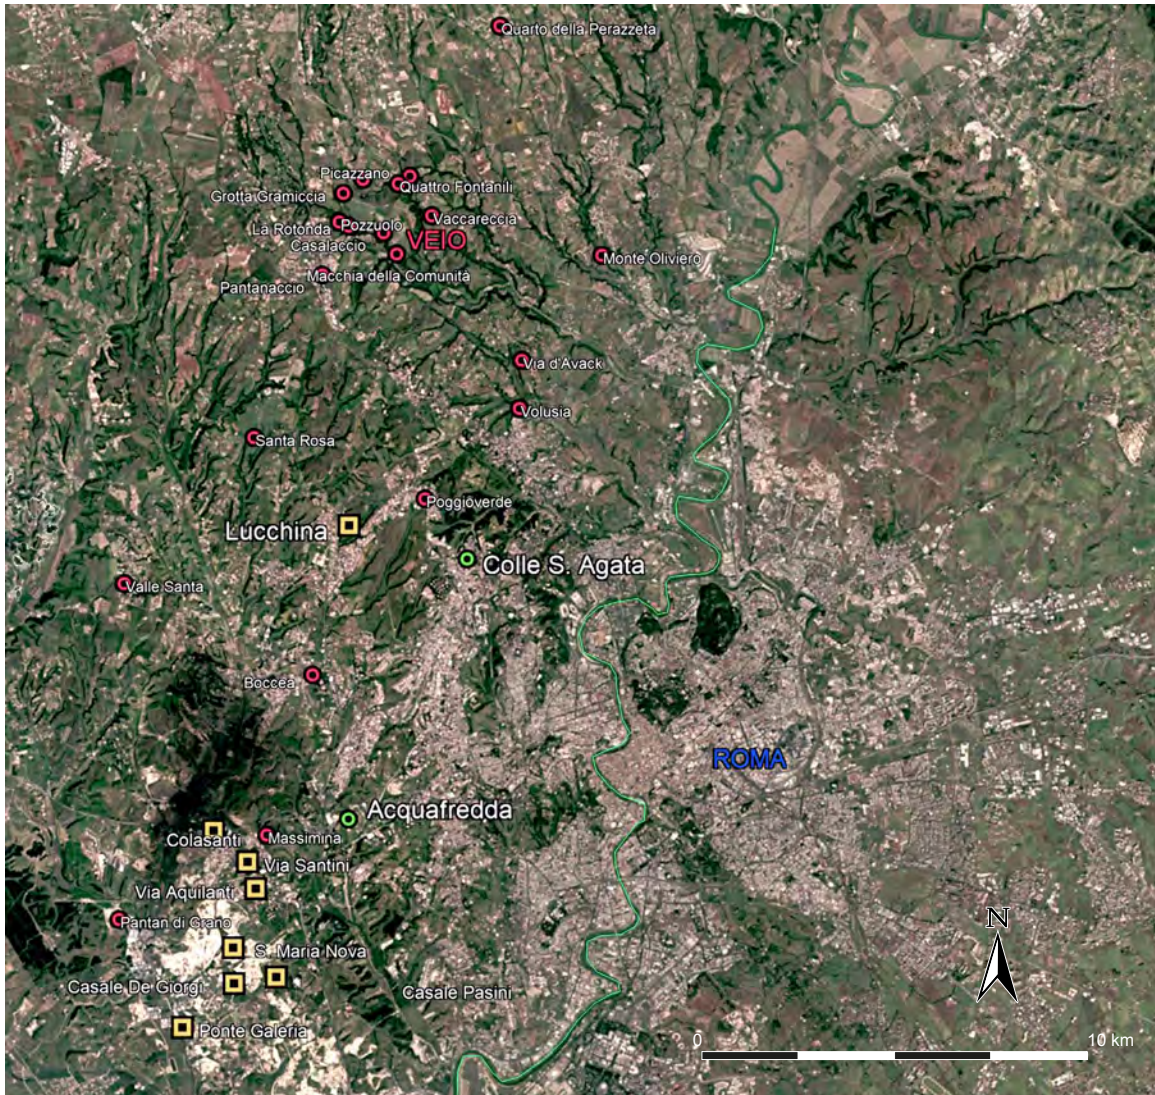 Quarto della Perazzeta
Picazzano
Quattro Fontanili
Grotta Gramiccia
Vaccareccia
La Rotonda
Pozzuolo
VEIO
Casalaccio
Monte Oliviero
Macchia della Comunità
Pantanaccio
Via d'Avack
Volusia
Santa Rosa
Poggioverde
Lucchina
Colle S. Agata
Valle Santa
Boccea
ROMA
Acquafredda
Colasanti
Massimina
Via Santini
Via Aquilanti
Pantan di Grano
S. Maria Nova
Casale De Giorgi
Casale Pasini
Ponte Galeria
N
0
10 km